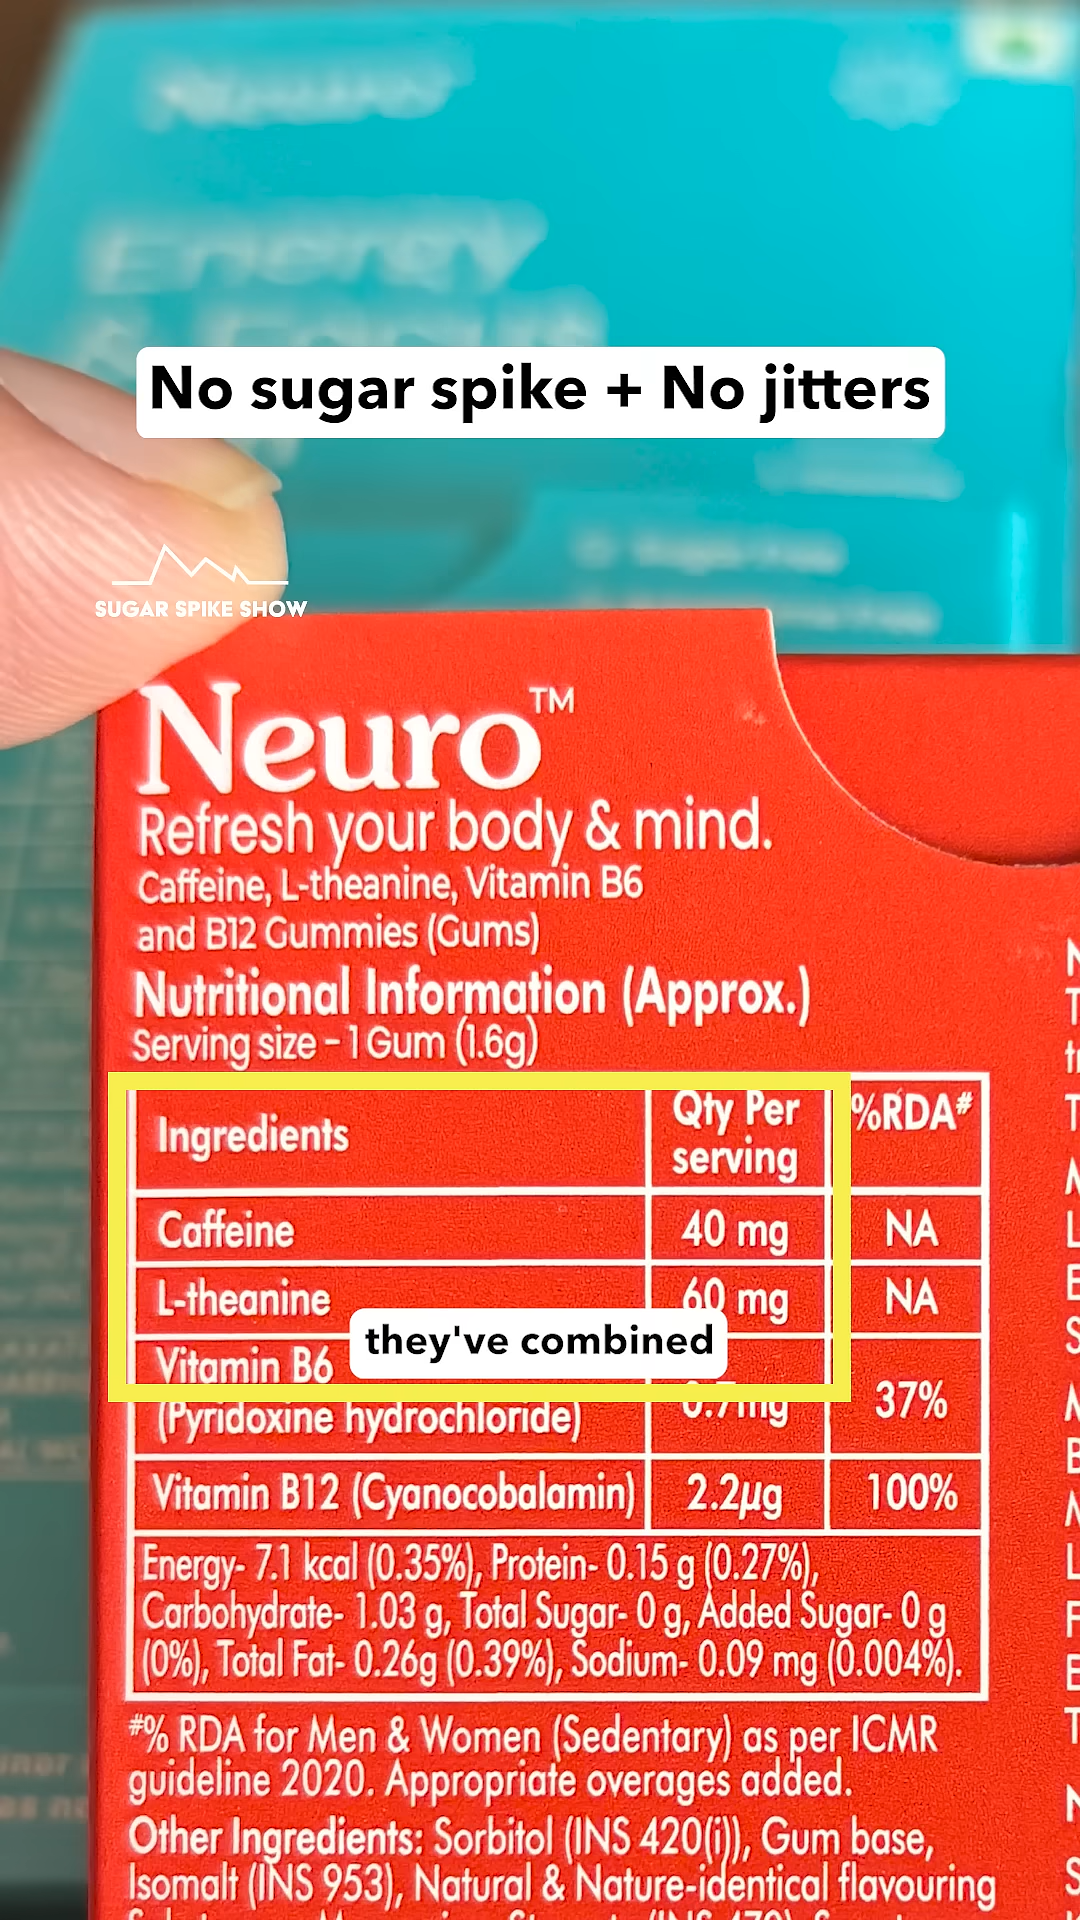 Energy
No sugar spike + No jitters
SUGAR SPIKE SHOW
Neuro™
Refresh your body & mind.
Caffeine, L-theanine, Vitamin B6
and B12 Gummies (Gums)
Nutritional Information (Approx.)
Serving size - 1 Gum (1.6g)
Ingredients Qty Per serving %RDA#
Caffeine 40 mg NA
L-theanine 60 mg NA
they've combined
Vitamin B6
(Pyridoxine hydrochloride) 0.7mg 37%
Vitamin B12 (Cyanocobalamin) 2.2µg 100%
Energy- 7.1 kcal (0.35%), Protein- 0.15 g (0.27%),
Carbohydrate- 1.03 g, Total Sugar- 0 g, Added Sugar- 0 g
(0%), Total Fat- 0.26g (0.39%), Sodium- 0.09 mg (0.004%).
#% RDA for Men & Women (Sedentary) as per ICMR
guideline 2020. Appropriate overages added.
Other Ingredients: Sorbitol (INS 420(i)), Gum base,
Isomalt (INS 953), Natural & Nature-identical flavouring